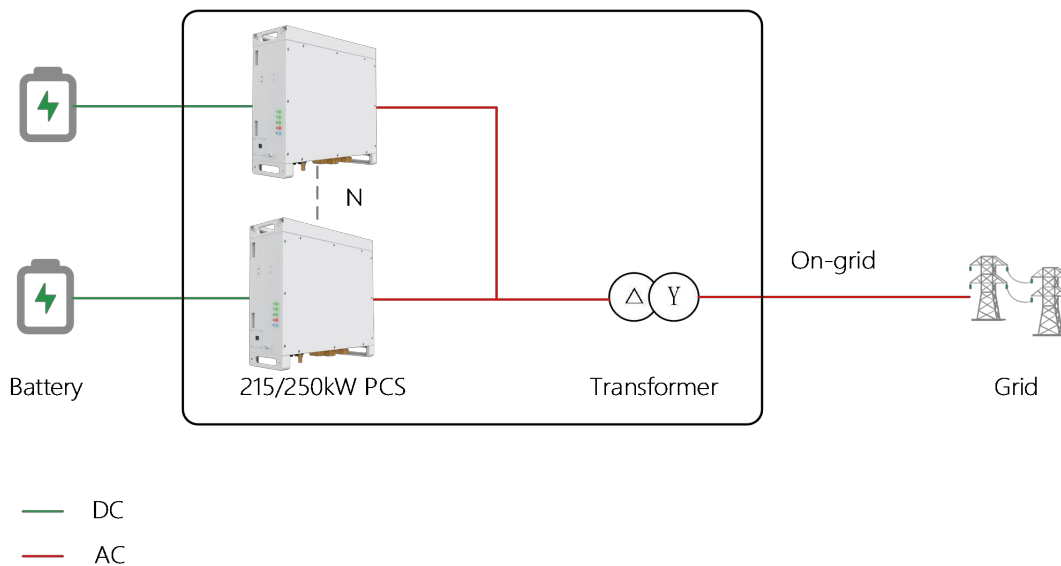 N
On-grid
△ Y
Battery
215/250kW PCS
Transformer
Grid
DC
AC